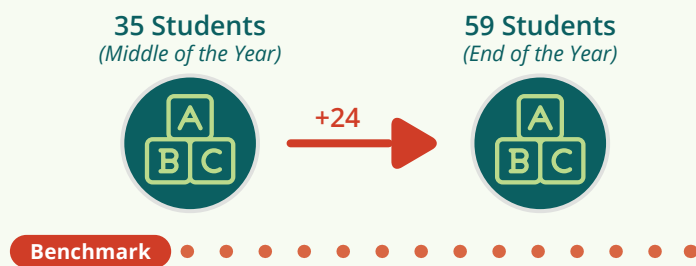 35 Students
(Middle of the Year)
59 Students
(End of the Year)
+24
A
B C
A
B C
Benchmark